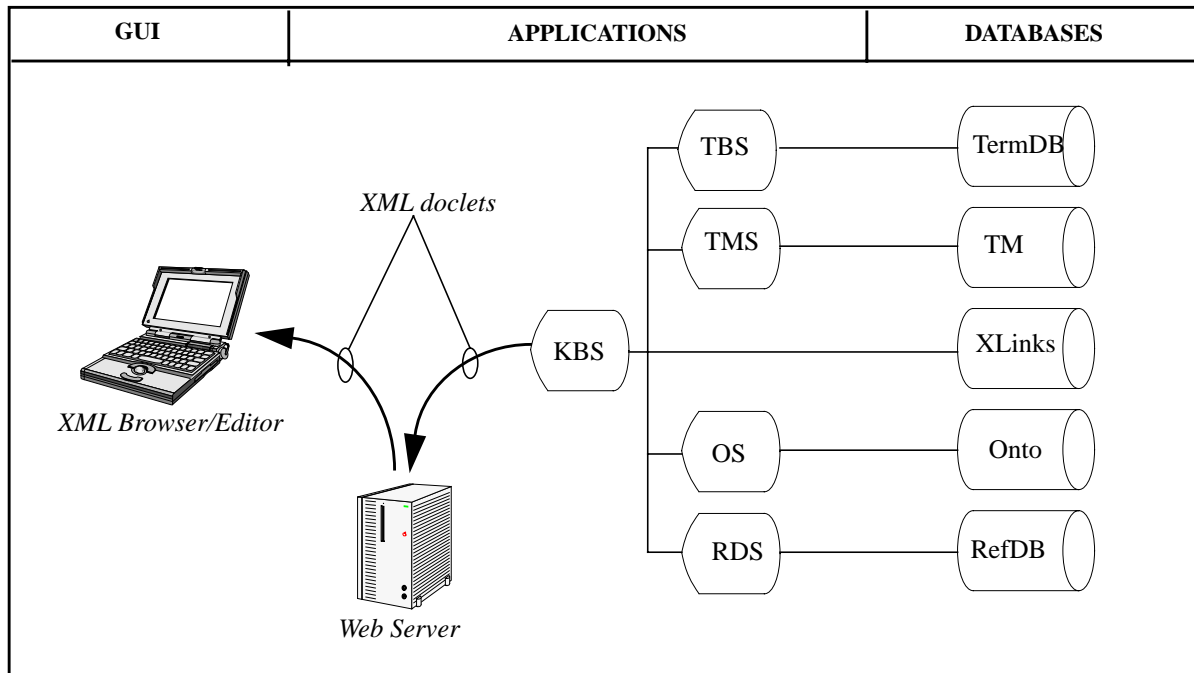 GUI
APPLICATIONS
DATABASES
TBS
TermDB
XML doclets
TMS
TM
KBS
XLinks
XML Browser/Editor
OS
Onto
RDS
RefDB
Web Server